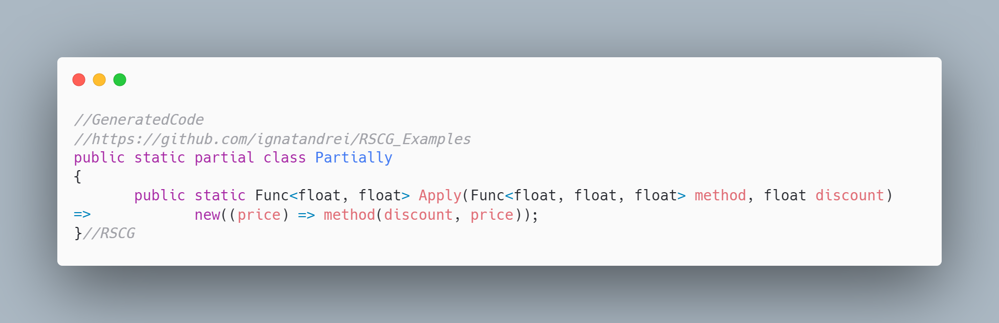 //GeneratedCode
//https://github.com/ignatandrei/RSCG_Examples
public static partial class Partially
{
       public static Func<float, float> Apply(Func<float, float, float> method, float discount)
=>            new((price) => method(discount, price));
}//RSCG